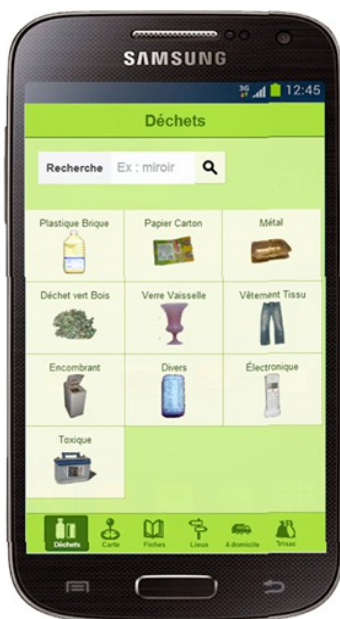 SAMSUNG
3G 12:45
Déchets
Recherche Ex : miroir
Plastique Brique Papier Carton Métal
Déchet vert Bois Verre Vaisselle Vêtement Tissu
Encombrant Divers Électronique
Toxique
Déchets Carte Fiches Lieux A domicile Trisac